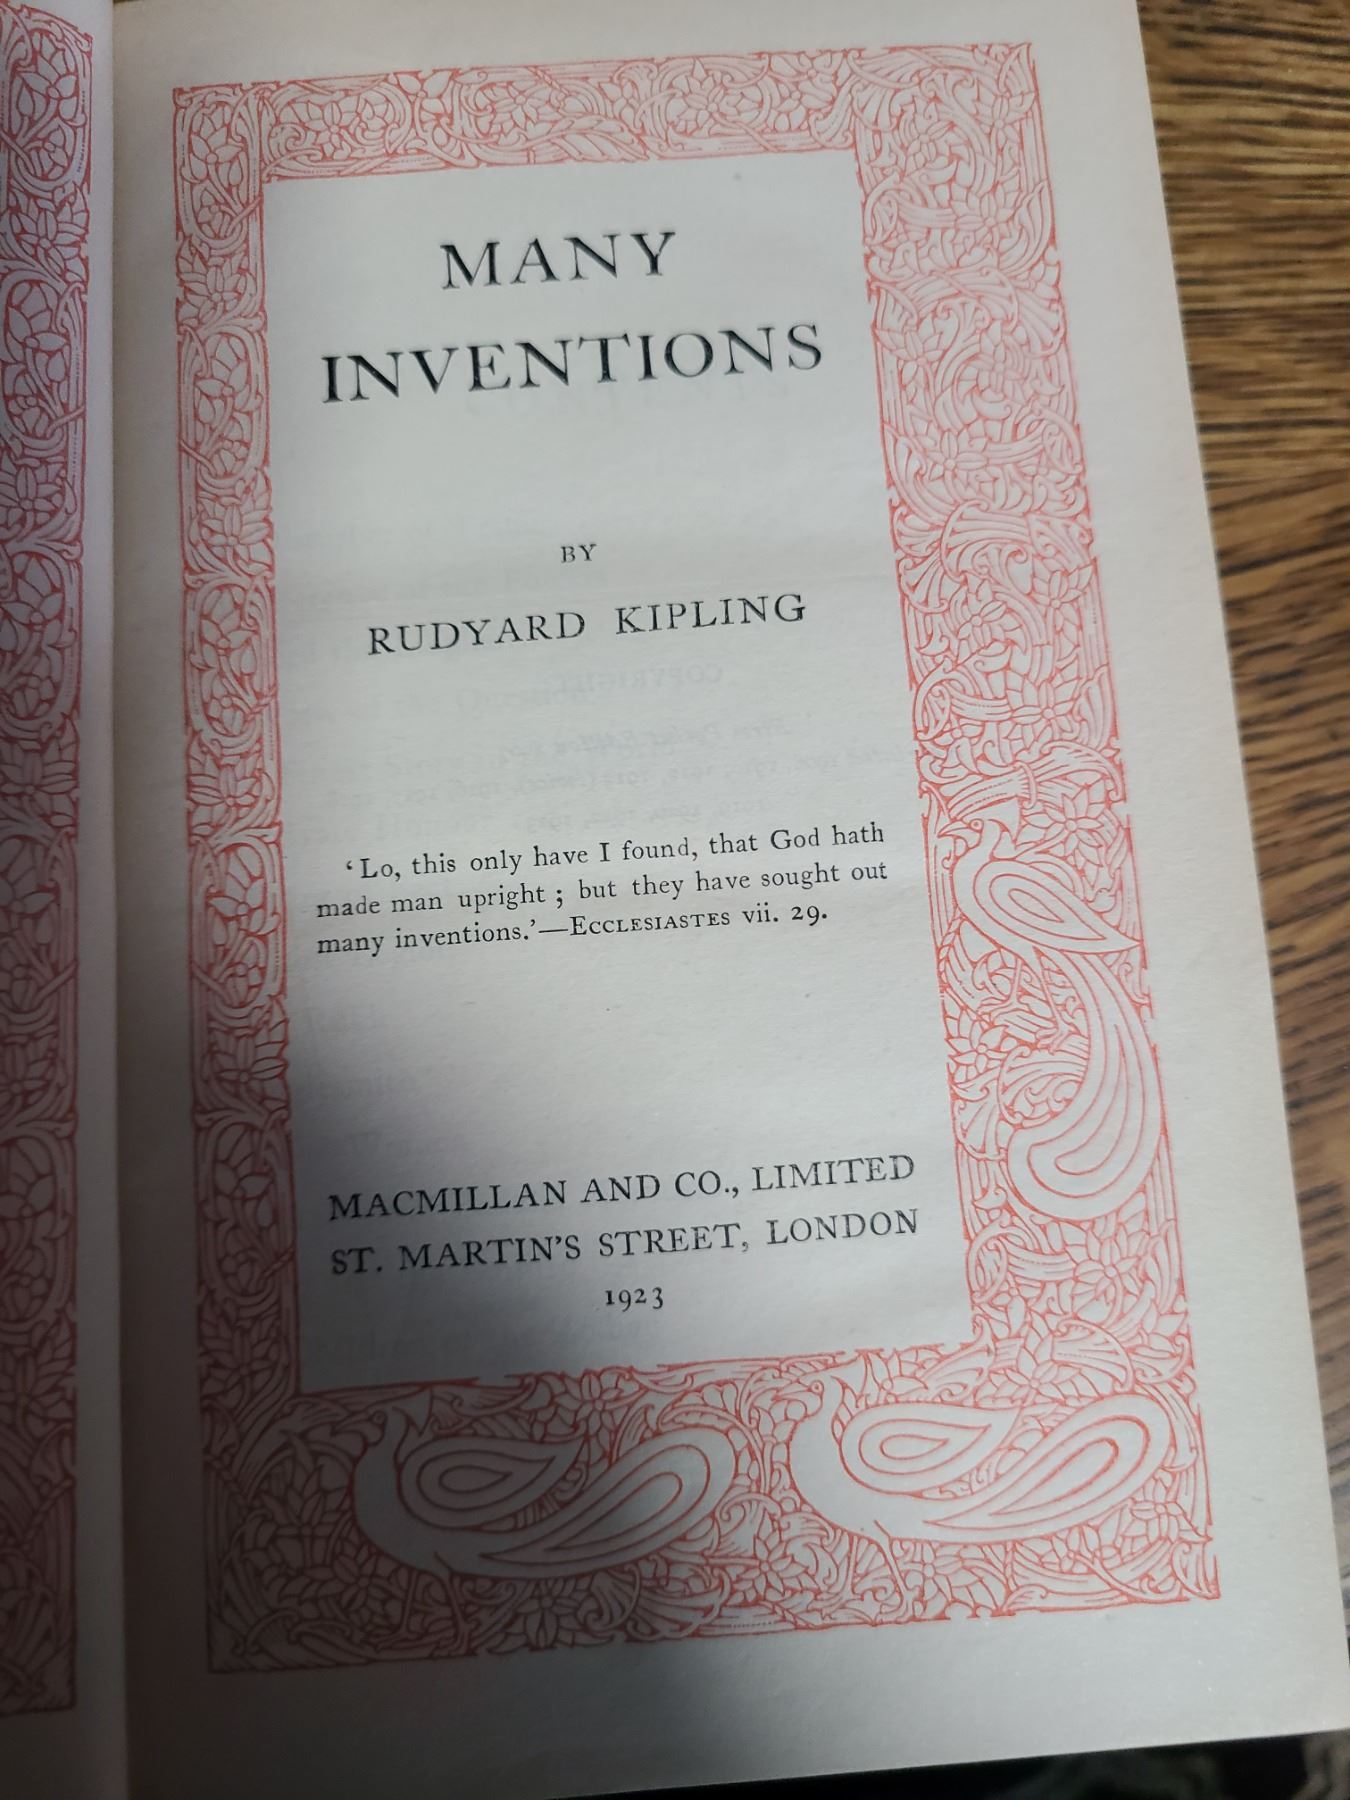 MANY
INVENTIONS
BY
RUDYARD KIPLING
‘Lo, this only have I found, that God hath
made man upright ; but they have sought out
many inventions.’—ECCLESIASTES vii. 29.
MACMILLAN AND CO., LIMITED
ST. MARTIN’S STREET, LONDON
1923